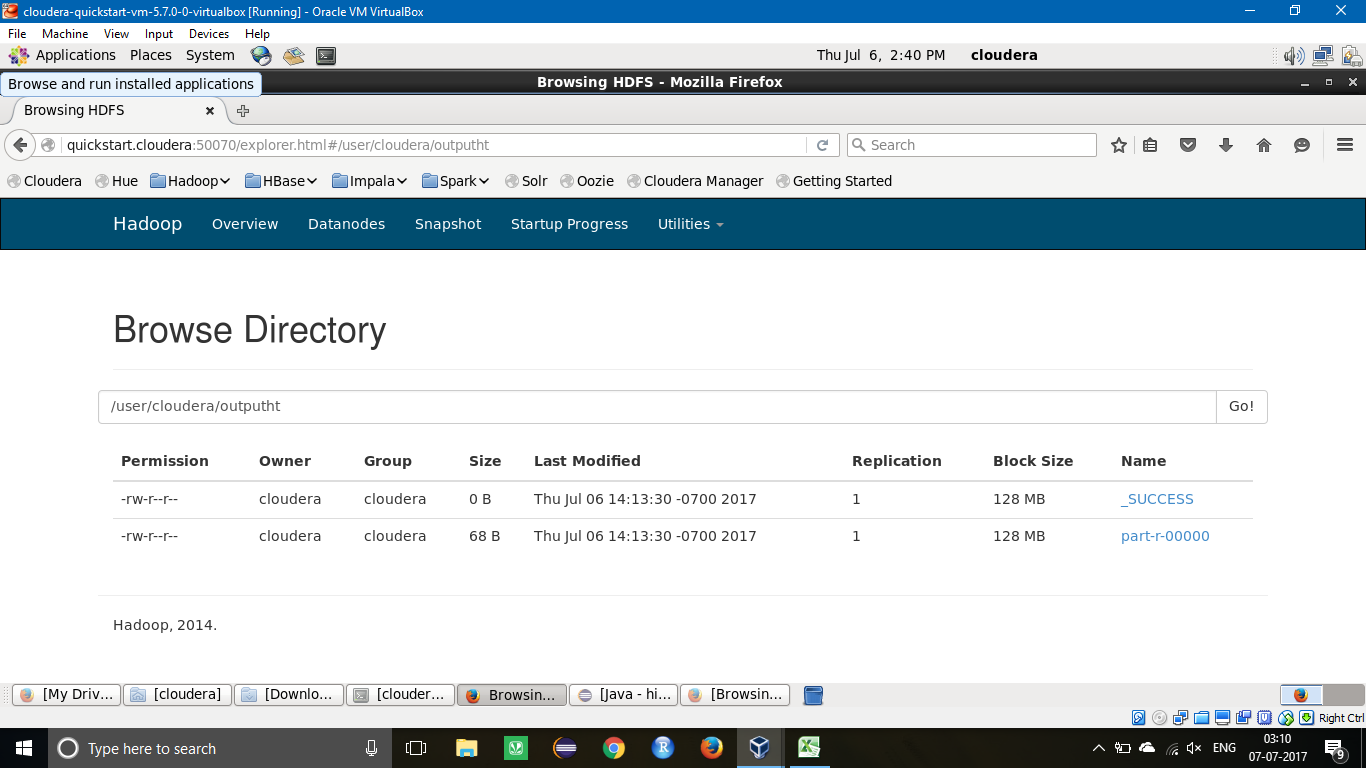 cloudera-quickstart-vm-5.7.0-0-virtualbox [Running] - Oracle VM VirtualBox
File Machine View Input Devices Help
Applications Places System Thu Jul 6, 2:40 PM cloudera
Browse and run installed applications
Browsing HDFS - Mozilla Firefox
Browsing HDFS
quickstart.cloudera:50070/explorer.html#/user/cloudera/outputht Search
Cloudera Hue Hadoop HBase Impala Spark Solr Oozie Cloudera Manager Getting Started
Hadoop Overview Datanodes Snapshot Startup Progress Utilities
Browse Directory
/user/cloudera/outputht Go!
Permission Owner Group Size Last Modified Replication Block Size Name
-rw-r--r-- cloudera cloudera 0 B Thu Jul 06 14:13:30 -0700 2017 1 128 MB _SUCCESS
-rw-r--r-- cloudera cloudera 68 B Thu Jul 06 14:13:30 -0700 2017 1 128 MB part-r-00000
Hadoop, 2014.
[My Driv... [cloudera] [Downlo... [clouder... Browsin... [Java - hi... [Browsin...
Right Ctrl
Type here to search ENG 03:10
07-07-2017 9